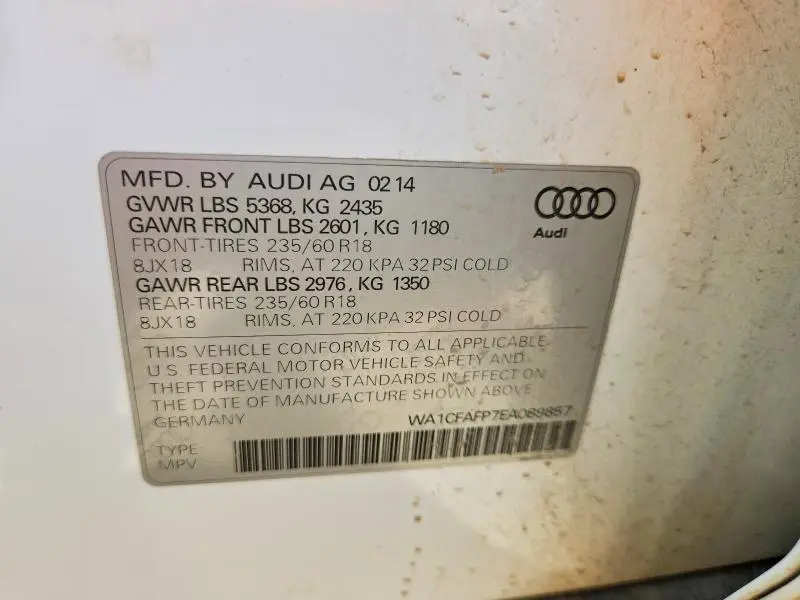 MFD. BY AUDI AG 02 14
GVWR LBS 5368, KG 2435
GAWR FRONT LBS 2601, KG 1180
FRONT-TIRES 235/60 R18
8JX18 RIMS, AT 220 KPA 32 PSI COLD
GAWR REAR LBS 2976, KG 1350
REAR-TIRES 235/60 R18
8JX18 RIMS, AT 220 KPA 32 PSI COLD
Audi
THIS VEHICLE CONFORMS TO ALL APPLICABLE
U.S. FEDERAL MOTOR VEHICLE SAFETY AND
THEFT PREVENTION STANDARDS IN EFFECT ON
THE DATE OF MANUFACTURE SHOWN ABOVE
GERMANY WA1CFAFP7EA089857
TYPE
MPV